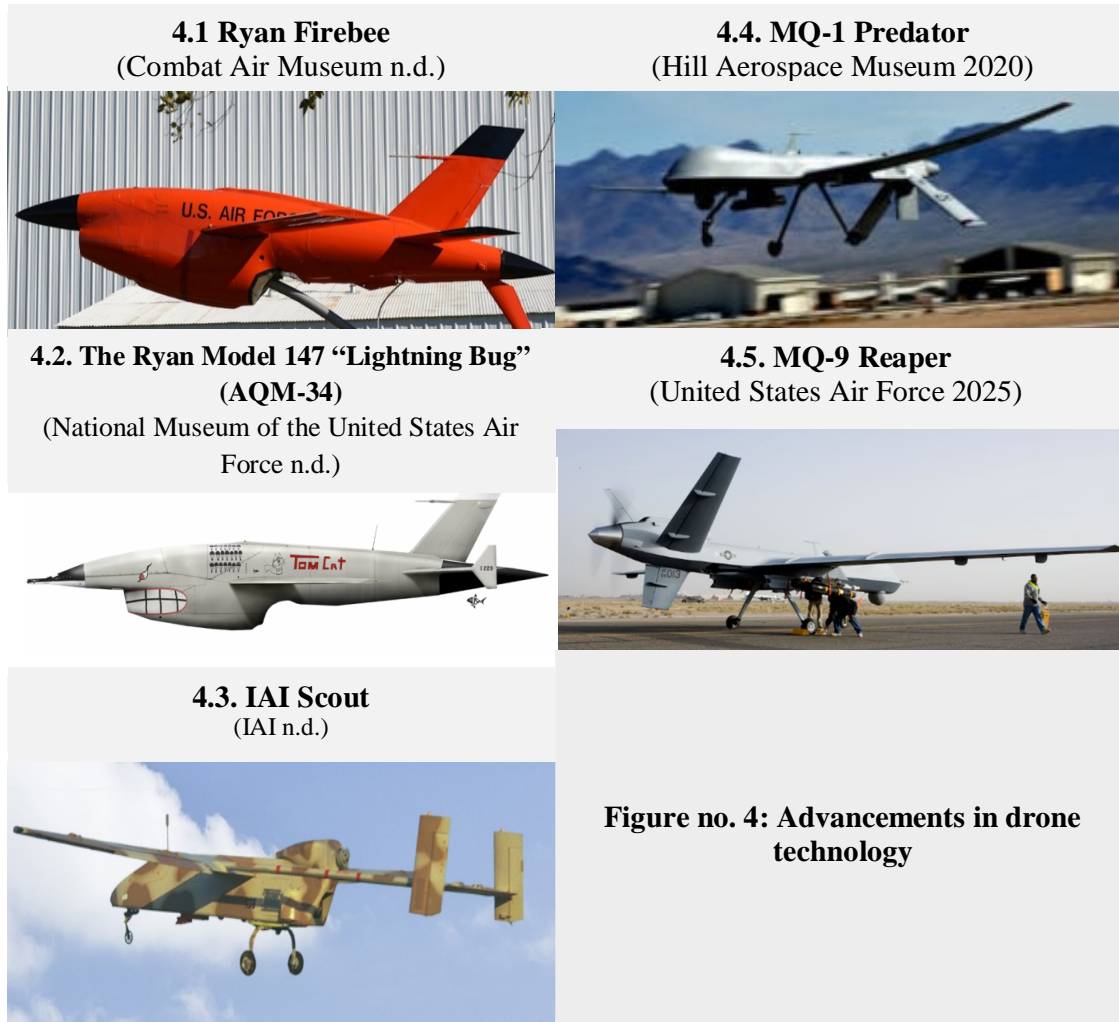 4.1 Ryan Firebee
(Combat Air Museum n.d.)
U.S. AIR FORC
4.2. The Ryan Model 147 “Lightning Bug”
(AQM-34)
(National Museum of the United States Air
Force n.d.)
TOM CAT
4.3. IAI Scout
(IAI n.d.)
4.4. MQ-1 Predator
(Hill Aerospace Museum 2020)
4.5. MQ-9 Reaper
(United States Air Force 2025)
Figure no. 4: Advancements in drone
technology